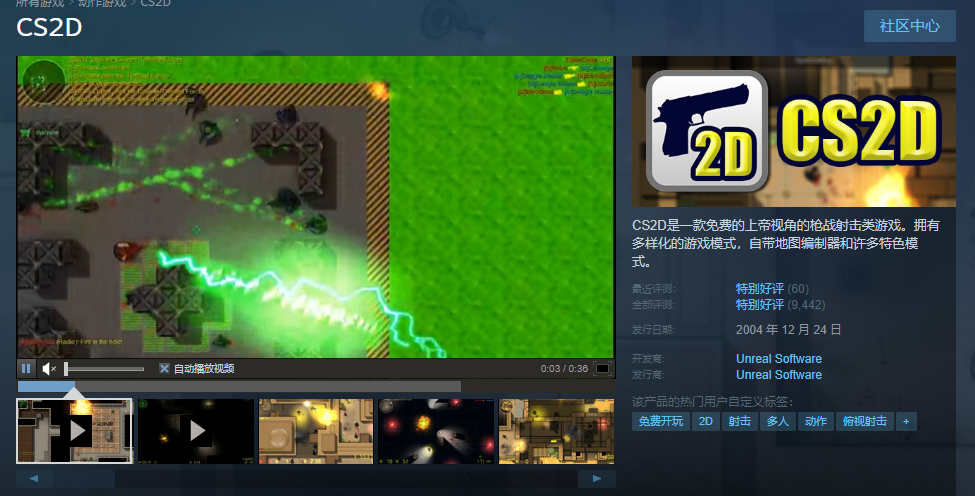 所有游戏 > 动作游戏 > CS2D
CS2D
社区中心
2D
CS2D
CS2D是一款免费的上帝视角的枪战射击类游戏。拥有
多样化的游戏模式，自带地图编制器和许多特色模
式。
最近评测: 特别好评 (60)
全部评测: 特别好评 (9,442)
发行日期: 2004 年 12 月 24 日
开发商: Unreal Software
发行商: Unreal Software
该产品的热门用户自定义标签:
免费开玩 2D 射击 多人 动作 俯视射击 +
(Radio): Fire in the hole!
自动播放视频
0:03 / 0:36